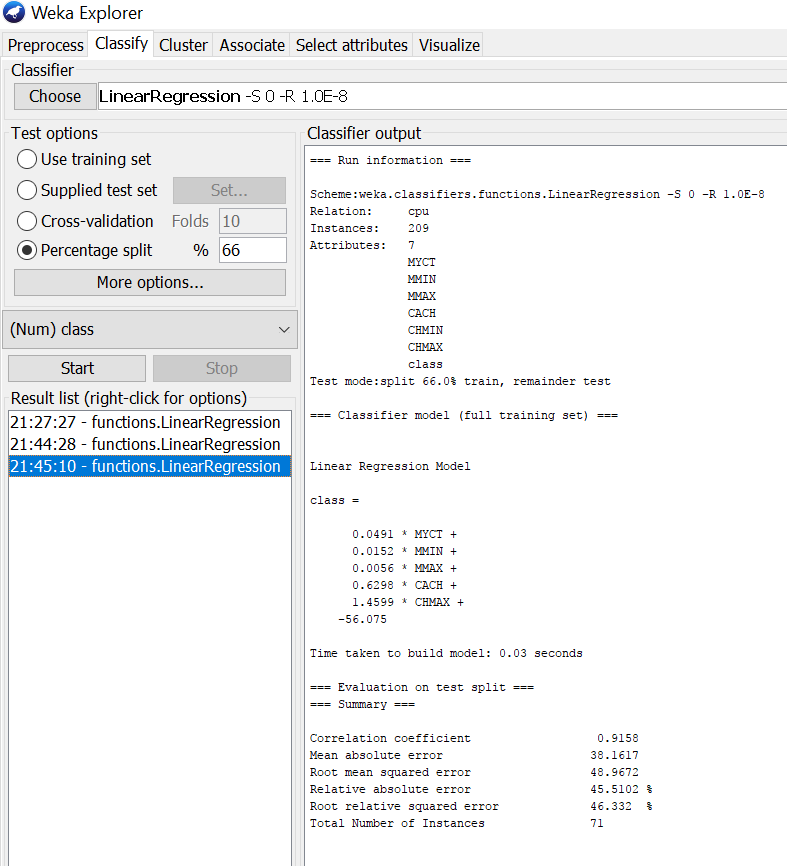 Weka Explorer
Preprocess Classify Cluster Associate Select attributes Visualize
Classifier
Choose LinearRegression -S 0 -R 1.0E-8
Test options
Use training set
Supplied test set Set...
Cross-validation Folds 10
Percentage split % 66
More options...
(Num) class
Start Stop
Result list (right-click for options)
21:27:27 - functions.LinearRegression
21:44:28 - functions.LinearRegression
21:45:10 - functions.LinearRegression
Classifier output
=== Run information ===
Scheme:weka.classifiers.functions.LinearRegression -S 0 -R 1.0E-8
Relation: cpu
Instances: 209
Attributes: 7
MYCT
MMIN
MMAX
CACH
CHMIN
CHMAX
class
Test mode:split 66.0% train, remainder test
=== Classifier model (full training set) ===
Linear Regression Model
class =
0.0491 * MYCT +
0.0152 * MMIN +
0.0056 * MMAX +
0.6298 * CACH +
1.4599 * CHMAX +
-56.075
Time taken to build model: 0.03 seconds
=== Evaluation on test split ===
=== Summary ===
Correlation coefficient 0.9158
Mean absolute error 38.1617
Root mean squared error 48.9672
Relative absolute error 45.5102 %
Root relative squared error 46.332 %
Total Number of Instances 71